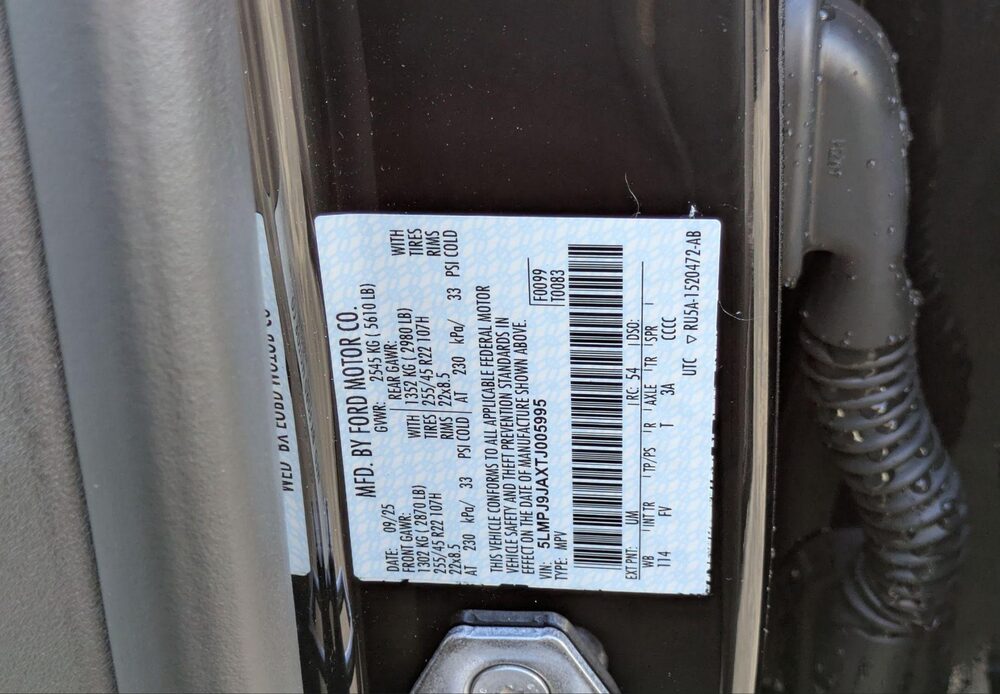 MFD. BY FORD MOTOR CO.
DATE: 09/25 GVWR: 2545 KG ( 5610 LB)
FRONT GAWR: REAR GAWR:
1302 KG ( 2870 LB) WITH 1352 KG ( 2980 LB) WITH
255/45 R22 107H TIRES 255/45 R22 107H TIRES
22x8.5 RIMS 22x8.5 RIMS
AT 230 kPa/ 33 PSI COLD AT 230 kPa/ 33 PSI COLD
THIS VEHICLE CONFORMS TO ALL APPLICABLE FEDERAL MOTOR
VEHICLE SAFETY AND THEFT PREVENTION STANDARDS IN
EFFECT ON THE DATE OF MANUFACTURE SHOWN ABOVE.
VIN: 5LMPJ9JAXTJ005995 F0099
TYPE: MPV T0083
EXT PNT: UM RC: 54 DSO:
WB INT TR TP/PS R AXLE TR SPR
114 FV T 3A CCC
UTC ▽ RU5A-1520472-AB